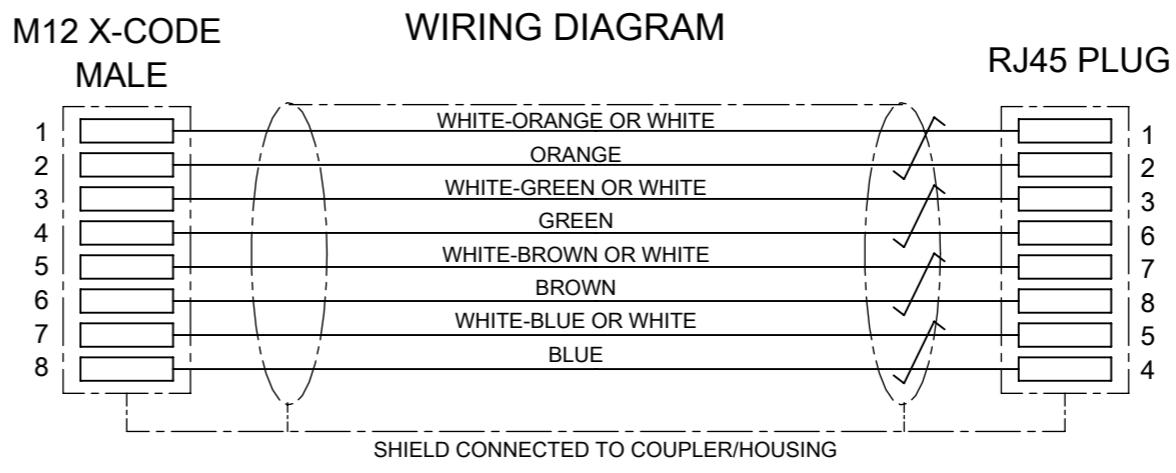 WIRING DIAGRAM
M12 X-CODE
MALE
RJ45 PLUG
1 WHITE-ORANGE OR WHITE 1
2 ORANGE 2
3 WHITE-GREEN OR WHITE 3
4 GREEN 6
5 WHITE-BROWN OR WHITE 7
6 BROWN 8
7 WHITE-BLUE OR WHITE 5
8 BLUE 4
SHIELD CONNECTED TO COUPLER/HOUSING